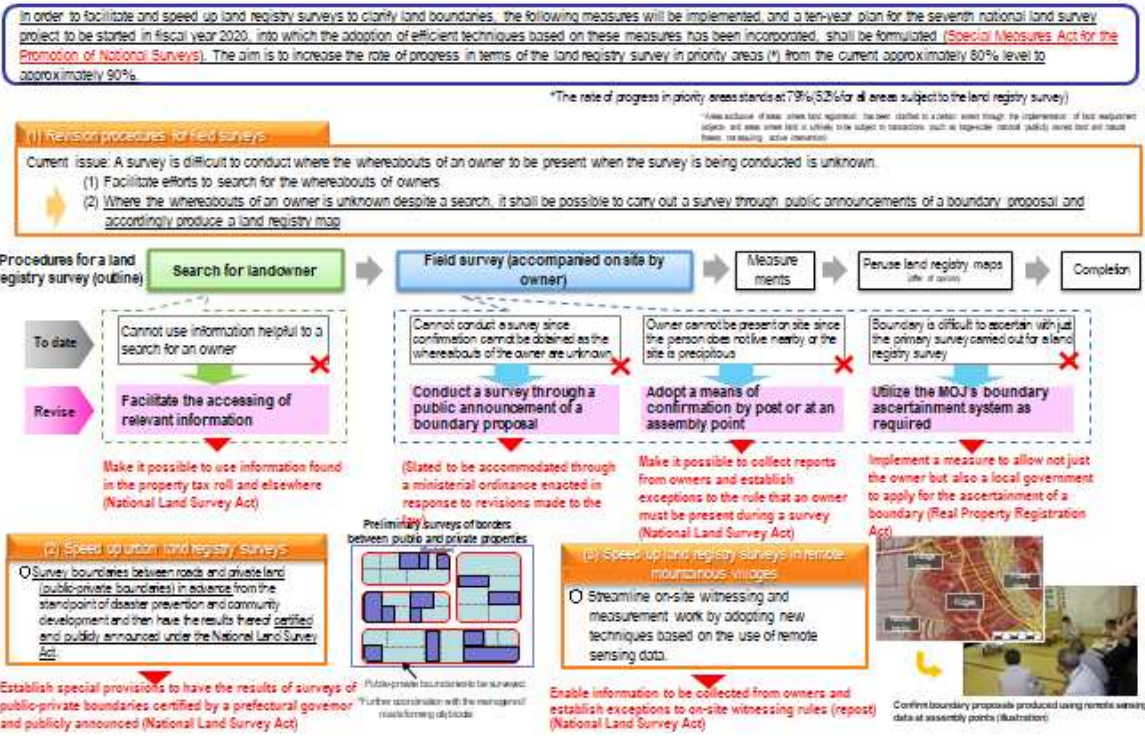 In order to facilitate and speed up land registry surveys to clarify land boundaries, the following measures will be implemented, and a ten-year plan for the seventh national land survey
project to be started in fiscal year 2020, into which the adoption of efficient techniques based on these measures has been incorporated, shall be formulated (Special Measures Act for the
Promotion of National Surveys). The aim is to increase the rate of progress in terms of the land registry survey in priority areas (*) from the current approximately 80% level to
approximately 90%.
*The rate of progress in priority areas stands at 79% (52% for all areas subject to the land registry survey)
(1) Revision procedures for field surveys
Current issue: A survey is difficult to conduct where the whereabouts of an owner to be present when the survey is being conducted is unknown.
(1) Facilitate efforts to search for the whereabouts of owners
(2) Where the whereabouts of an owner is unknown despite a search, it shall be possible to carry out a survey through public announcements of a boundary proposal and
accordingly produce a land registry map
Procedures for a land
registry survey (outline)
Search for landowner
Field survey (accompanied on site by
owner)
Measure
ments
Peruse land registry maps
Completion
To date
Cannot use information helpful to a
search for an owner
Cannot conduct a survey since
confirmation cannot be obtained as the
whereabouts of the owner are unknown
Owner cannot be present on site since
the person does not live nearby or the
site is precipitous
Boundary is difficult to ascertain with just
the primary survey carried out for a land
registry survey
Revise
Facilitate the accessing of
relevant information
Conduct a survey through a
public announcement of a
boundary proposal
Adopt a means of
confirmation by post or at an
assembly point
Utilize the MOJ's boundary
ascertainment system as
required
Make it possible to use information found
in the property tax roll and elsewhere
(National Land Survey Act)
(Slated to be accommodated through
a ministerial ordinance enacted in
response to revisions made to the
law)
Make it possible to collect reports
from owners and establish
exceptions to the rule that an owner
must be present during a survey
(National Land Survey Act)
Implement a measure to allow not just
the owner but also a local government
to apply for the ascertainment of a
boundary (Real Property Registration
Act)
(2) Speed up urban land registry surveys
Survey boundaries between roads and private land
(public-private boundaries) in advance from the
standpoint of disaster prevention and community
development and then have the results thereof certified
and publicly announced under the National Land Survey
Act.
Establish special provisions to have the results of surveys of
public-private boundaries certified by a prefectural governor
and publicly announced (National Land Survey Act)
Preliminary surveys of borders
between public and private properties
Public-private boundaries to be surveyed
(3) Speed up land registry surveys in remote
mountainous villages
Streamline on-site witnessing and
measurement work by adopting new
techniques based on the use of remote
sensing data.
Enable information to be collected from owners and
establish exceptions to on-site witnessing rules (repost)
(National Land Survey Act)
Confirm boundary proposals produced using remote sensing
data at assembly points (illustration)